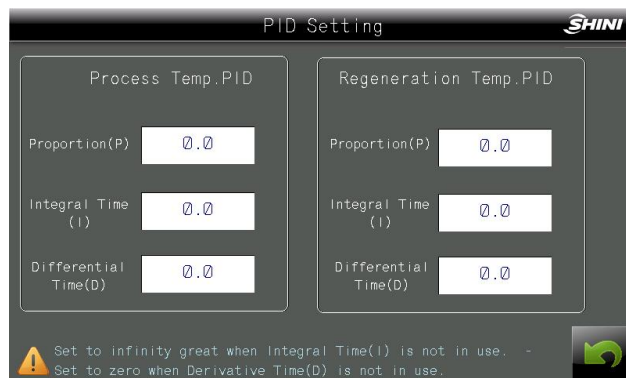 PID Setting
SHINI
Process Temp.PID
Proportion(P)
0.0
Integral Time
(I)
0.0
Differential
Time(D)
0.0
Regeneration Temp.PID
Proportion(P)
0.0
Integral Time
(I)
0.0
Differential
Time(D)
0.0
Set to infinity great when Integral Time(I) is not in use. -
Set to zero when Derivative Time(D) is not in use.